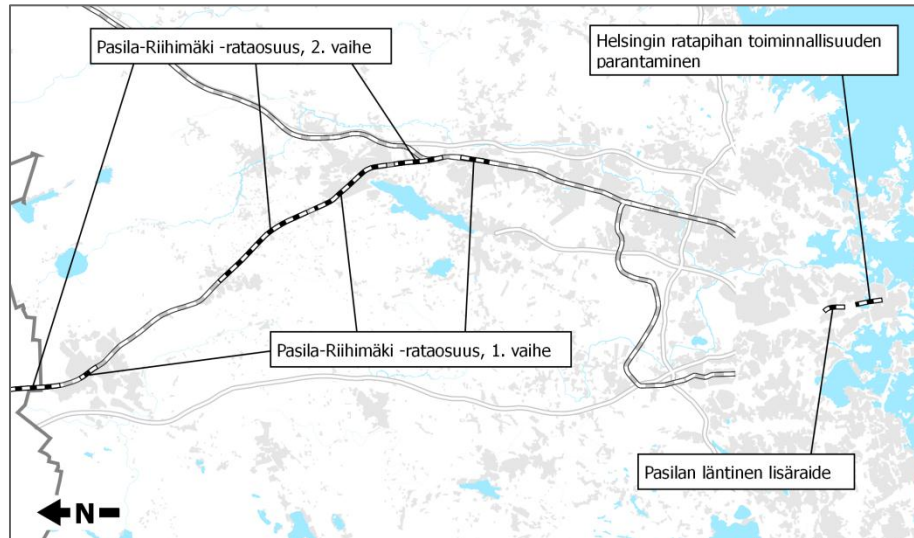 Pasila-Riihimäki -rataosuus, 2. vaihe
Helsingin ratapihan toiminnallisuuden
parantaminen
Pasila-Riihimäki -rataosuus, 1. vaihe
Pasilan läntinen lisäraide
N